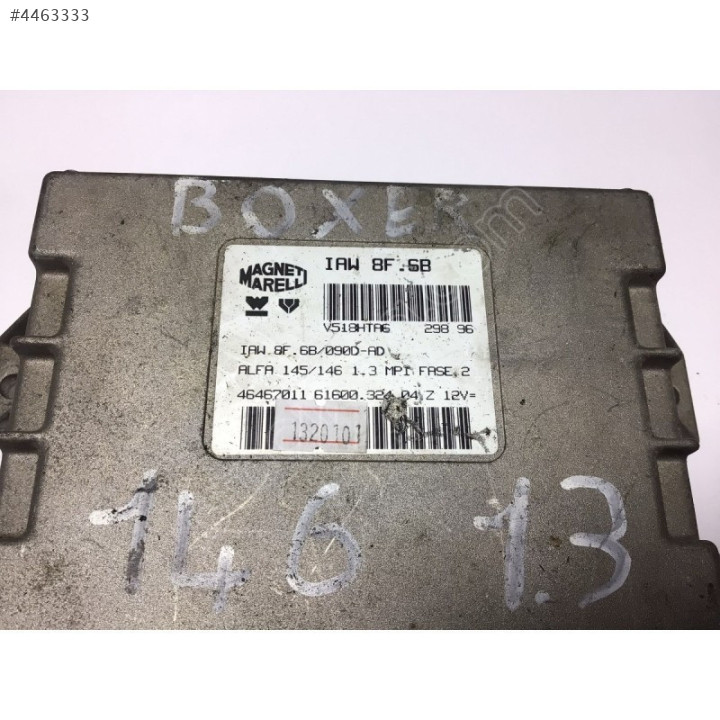 #4463333
BOXER
IAW 8F.6B
MAGNETI
MARELLI
V518HTA6 298 96
IAW 8F.6B/090D-AD
ALFA 145/146 1.3 MPI FASE 2
46467011 61600.324.04 Z 12V=
1320101
146 1.3